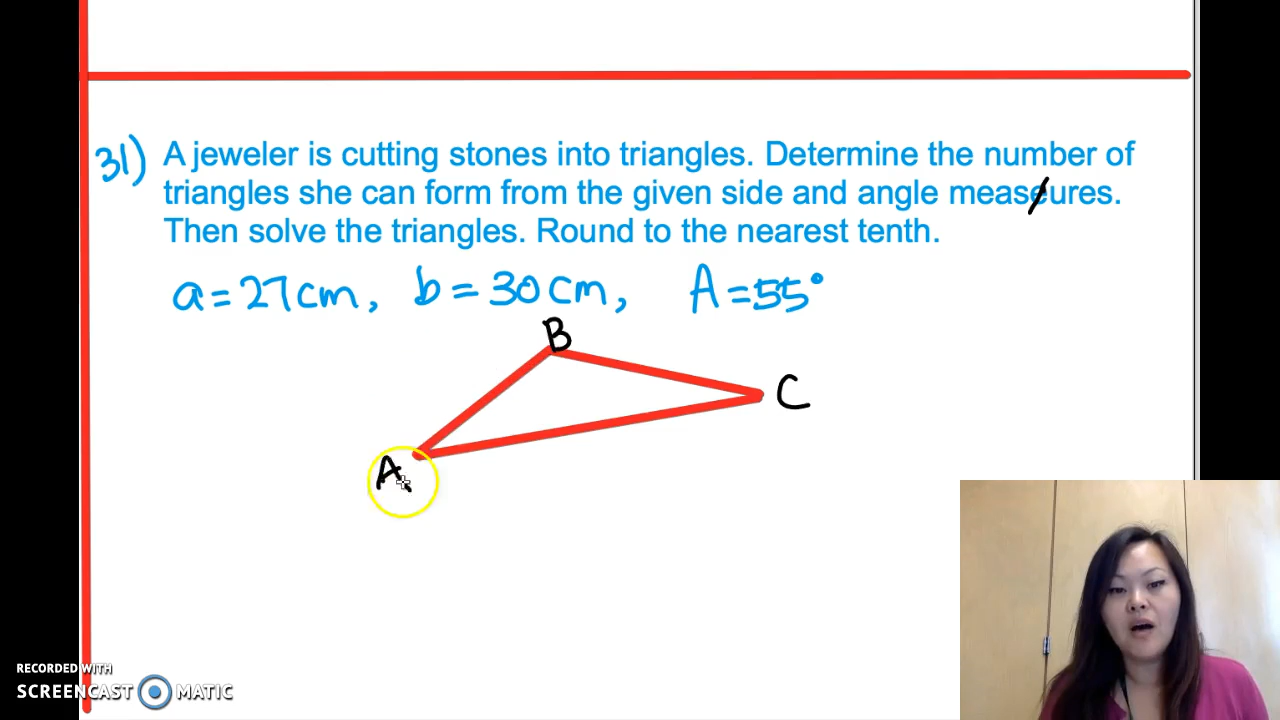 31) A jeweler is cutting stones into triangles. Determine the number of
triangles she can form from the given side and angle measeures.
Then solve the triangles. Round to the nearest tenth.
a=27cm, b=30cm, A=55°
B
C
A
RECORDED WITH
SCREENCAST MATIC